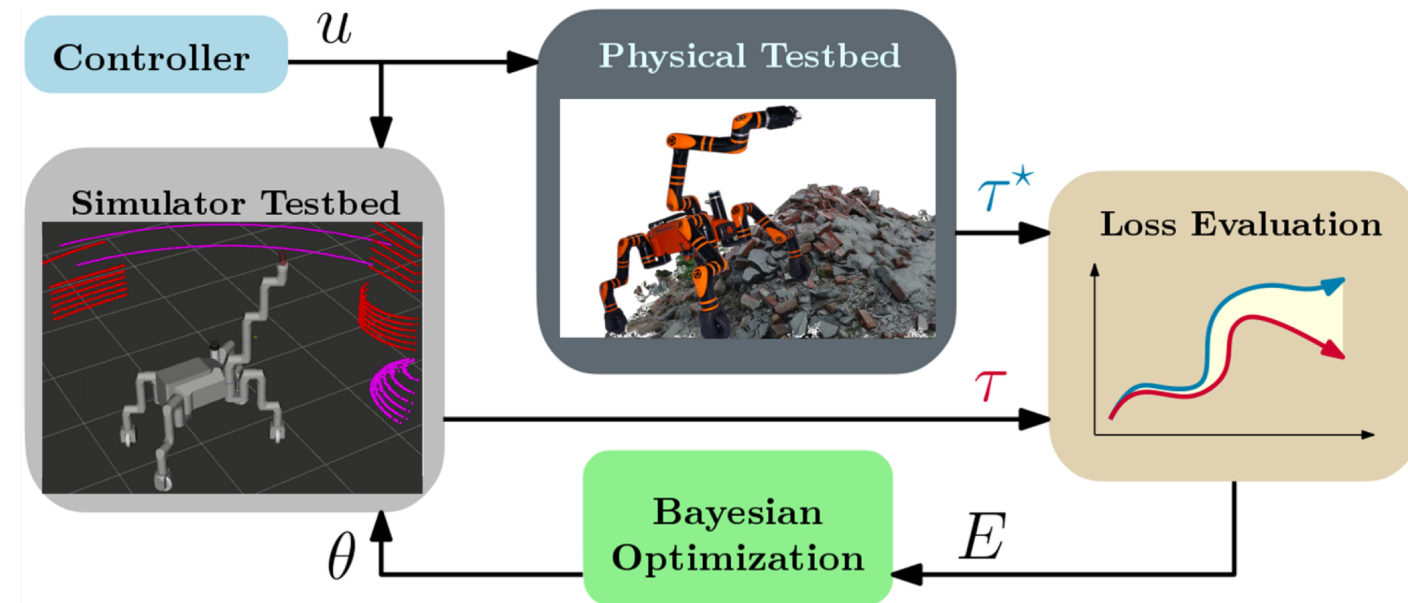 Controller
u
Physical Testbed
Simulator Testbed
τ*
Loss Evaluation
τ
Bayesian
Optimization
θ
E